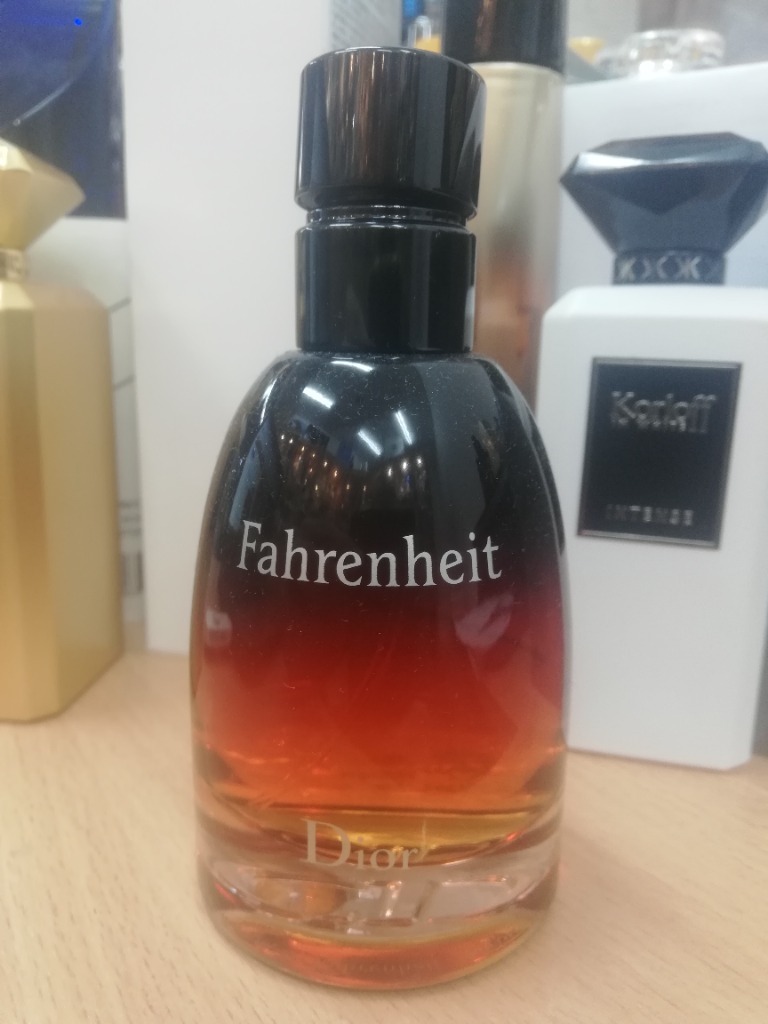 Fahrenheit
Dior
Korloff
INTENSE